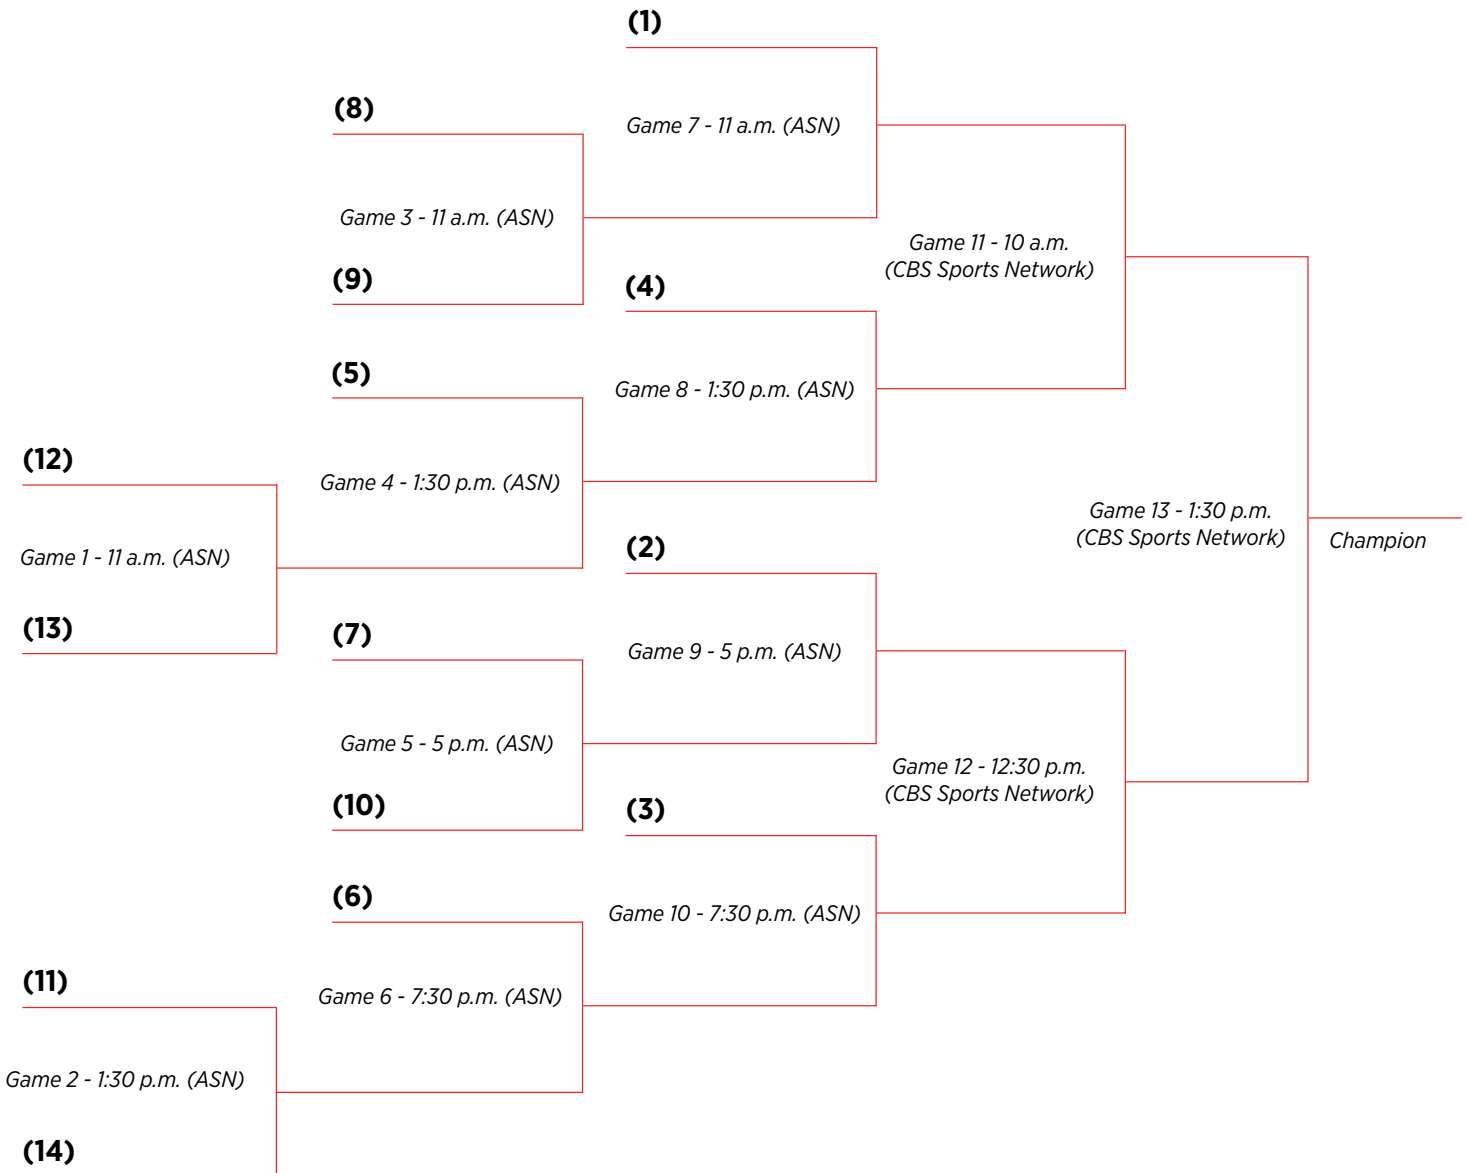 (1)
(8)
Game 7 - 11 a.m. (ASN)
Game 3 - 11 a.m. (ASN)
Game 11 - 10 a.m.
(CBS Sports Network)
(9)
(4)
(5)
Game 8 - 1:30 p.m. (ASN)
(12)
Game 4 - 1:30 p.m. (ASN)
Game 13 - 1:30 p.m.
(CBS Sports Network)
Champion
Game 1 - 11 a.m. (ASN)
(2)
(13)
(7)
Game 9 - 5 p.m. (ASN)
Game 5 - 5 p.m. (ASN)
Game 12 - 12:30 p.m.
(CBS Sports Network)
(10)
(3)
(6)
Game 10 - 7:30 p.m. (ASN)
(11)
Game 6 - 7:30 p.m. (ASN)
Game 2 - 1:30 p.m. (ASN)
(14)